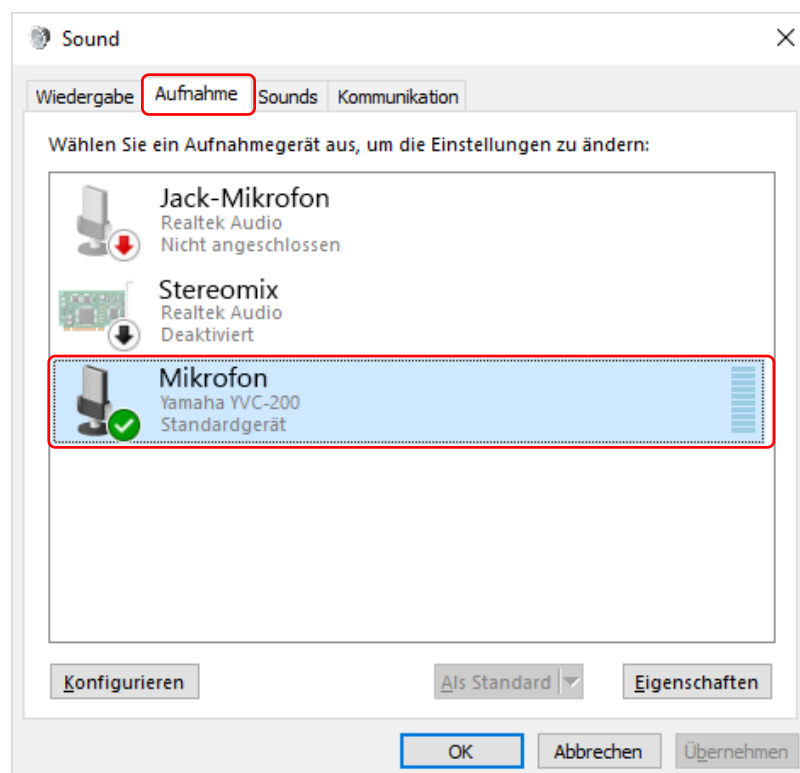 Sound
Wiedergabe Aufnahme Sounds Kommunikation
Wählen Sie ein Aufnahmegerät aus, um die Einstellungen zu ändern:
Jack-Mikrofon
Realtek Audio
Nicht angeschlossen
Stereomix
Realtek Audio
Deaktiviert
Mikrofon
Yamaha YVC-200
Standardgerät
Konfigurieren Als Standard Eigenschaften
OK Abbrechen Übernehmen